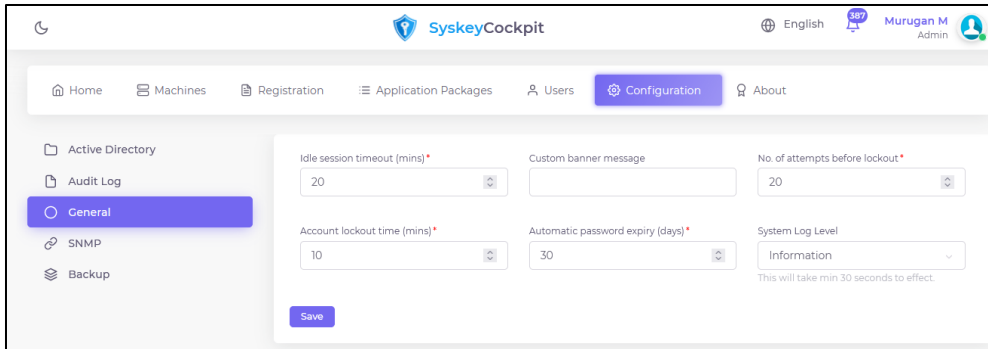 SyskeyCockpit
English
387
Murugan M
Admin
Home
Machines
Registration
Application Packages
Users
Configuration
About
Active Directory
Audit Log
General
SNMP
Backup
Idle session timeout (mins)*
20
Custom banner message
No. of attempts before lockout*
20
Account lockout time (mins)*
10
Automatic password expiry (days)*
30
System Log Level
Information
This will take min 30 seconds to effect.
Save